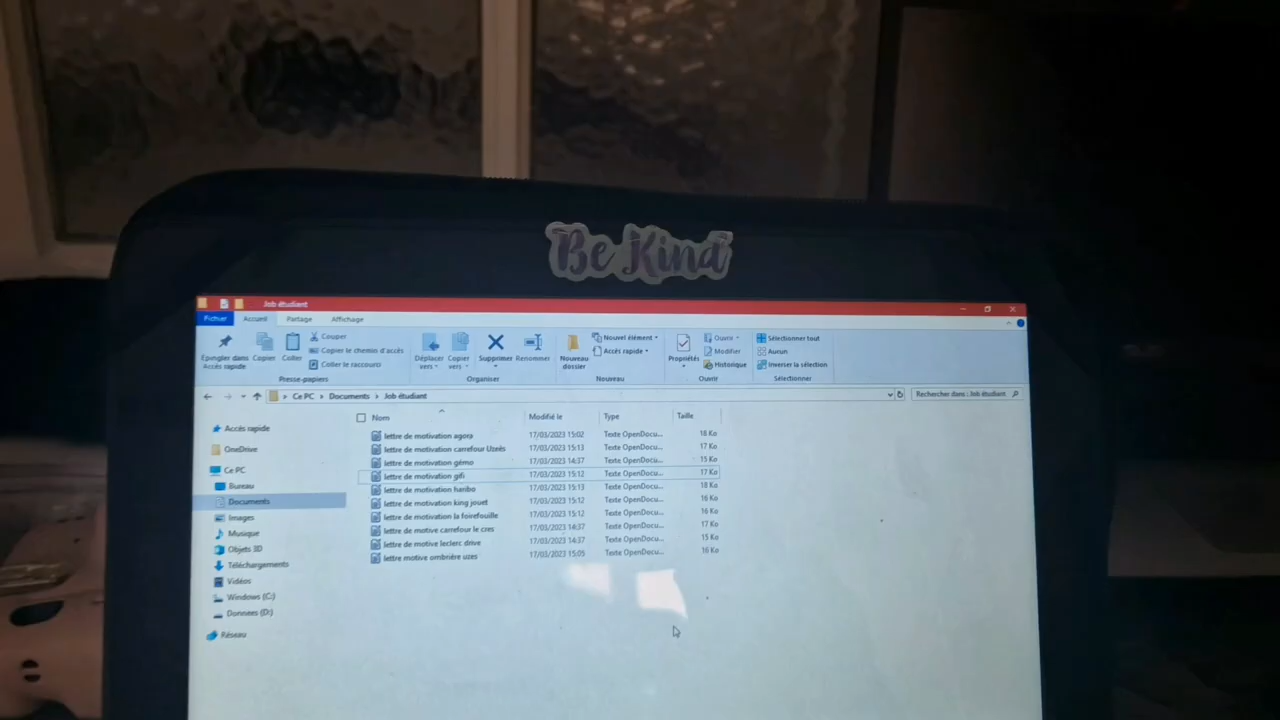 Be Kind
Job étudiant
Fichier Accueil Partage Affichage
Épingler dans Accès rapide
Copier
Coller
Couper
Copier le chemin d'accès
Coller le raccourci
Presse-papiers
Déplacer vers
Copier vers
Supprimer
Renommer
Organiser
Nouveau dossier
Nouvel élément
Accès rapide
Nouveau
Propriétés
Ouvrir
Modifier
Historique
Ouvrir
Sélectionner tout
Aucun
Inverser la sélection
Sélectionner
Ce PC > Documents > Job étudiant
Rechercher dans : Job étudiant
Accès rapide
OneDrive
Ce PC
Bureau
Documents
Images
Musique
Objets 3D
Téléchargements
Vidéos
Windows (C:)
Donnees (D:)
Réseau
Nom Modifié le Type Taille
lettre de motivation agora 17/03/2023 15:02 Texte OpenDocu... 18 Ko
lettre de motivation carrefour Uzeès 17/03/2023 15:13 Texte OpenDocu... 17 Ko
lettre de motivation gémo 17/03/2023 14:37 Texte OpenDocu... 15 Ko
lettre de motivation gifi 17/03/2023 15:12 Texte OpenDocu... 17 Ko
lettre de motivation haribo 17/03/2023 15:13 Texte OpenDocu... 18 Ko
lettre de motivation king jouet 17/03/2023 15:12 Texte OpenDocu... 16 Ko
lettre de motivation la foirefouille 17/03/2023 15:12 Texte OpenDocu... 16 Ko
lettre de motive carrefour le cres 17/03/2023 14:37 Texte OpenDocu... 17 Ko
lettre de motive leclerc drive 17/03/2023 14:37 Texte OpenDocu... 15 Ko
lettre motive ombrière uzes 17/03/2023 15:05 Texte OpenDocu... 16 Ko